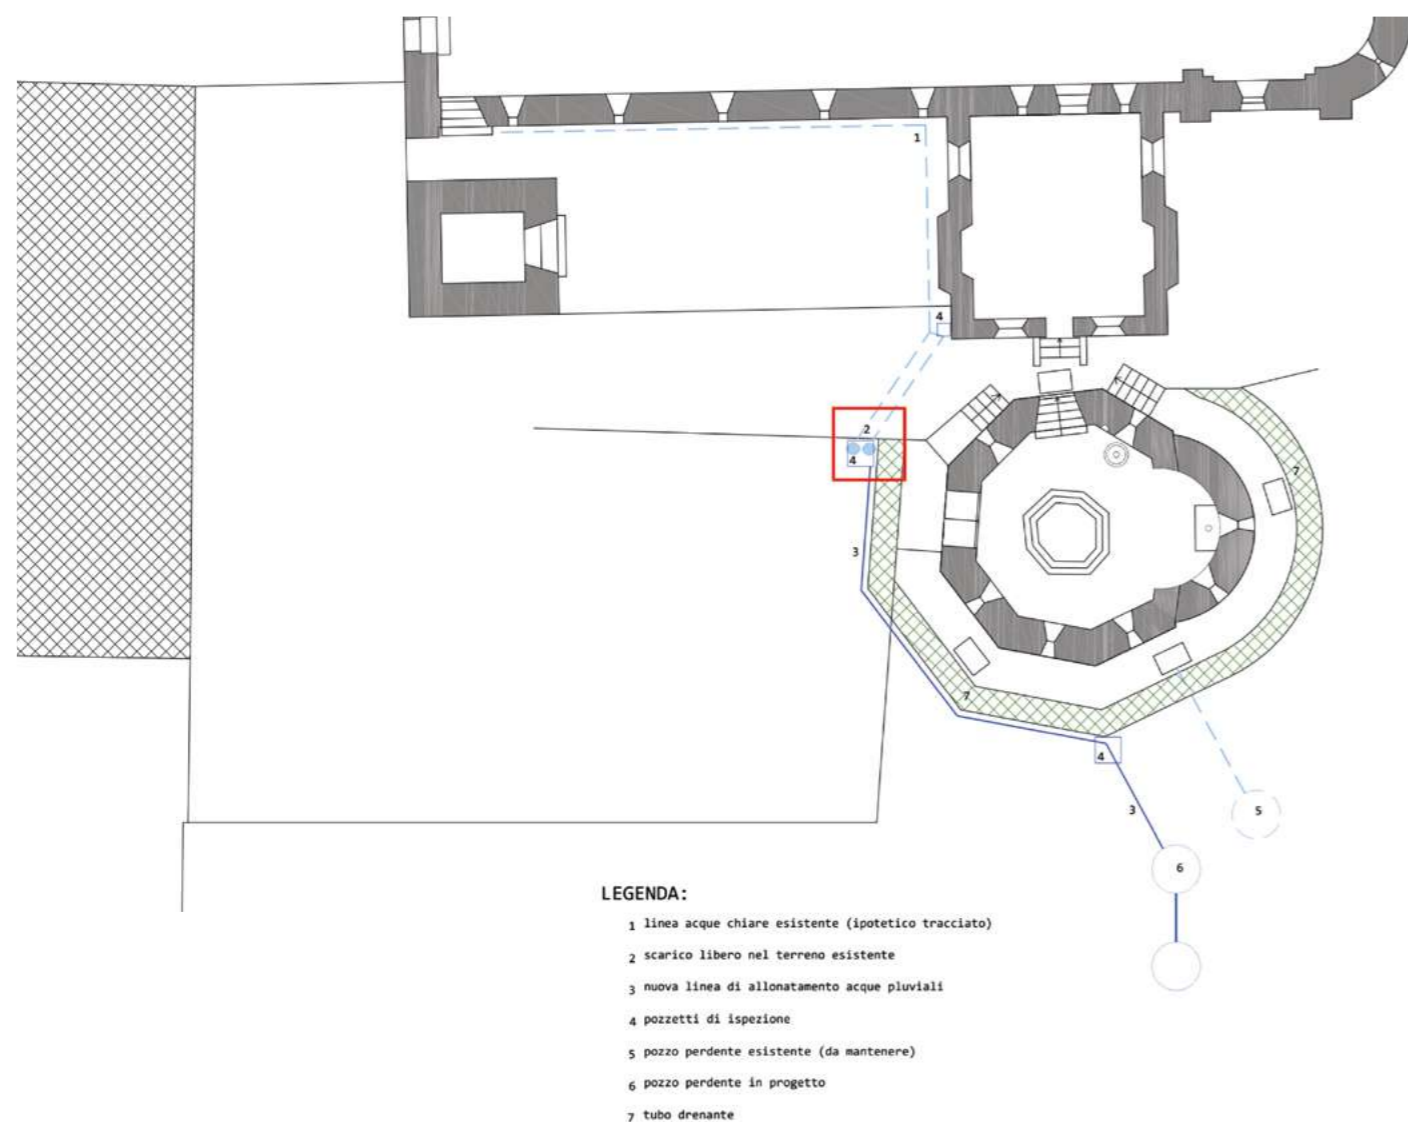 1
4
2
4
7
3
7
4
3
5
6
LEGENDA:
1 linea acque chiare esistente (ipotetico tracciato)
2 scarico libero nel terreno esistente
3 nuova linea di allonatamento acque pluviali
4 pozzetti di ispezione
5 pozzo perdente esistente (da mantenere)
6 pozzo perdente in progetto
7 tubo drenante